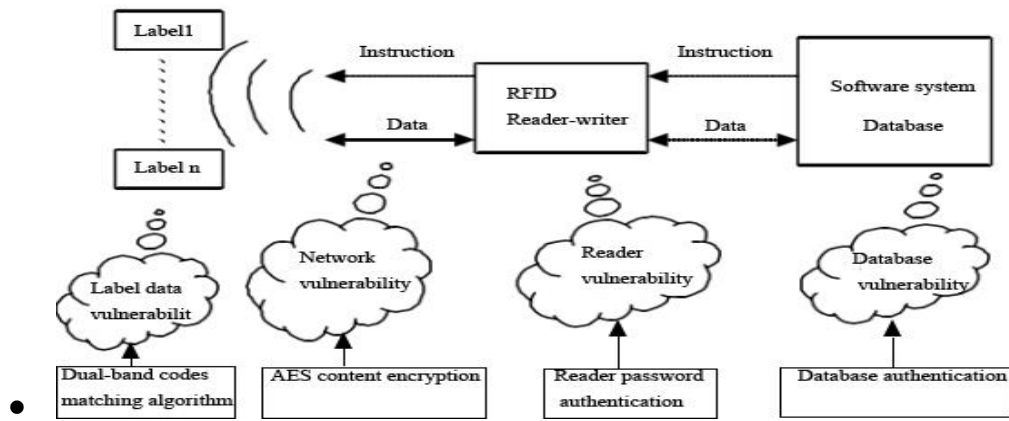 Label1
Instruction
Instruction
RFID
Reader-writer
Software system
Database
Data
Data
Label n
Label data
vulnerabilit
Network
vulnerability
Reader
vulnerability
Database
vulnerability
Dual-band codes
matching algorithm
AES content encryption
Reader password
authentication
Database authentication